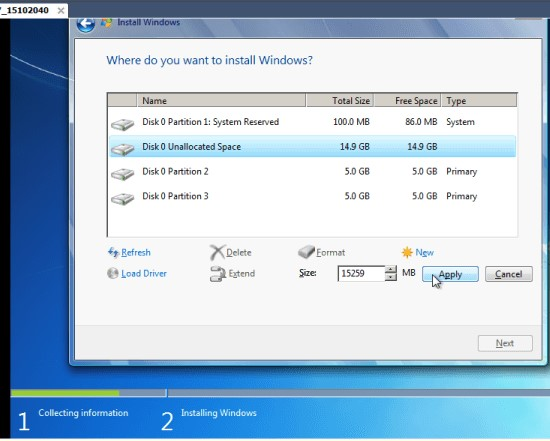 _15102040 ×
Install Windows
Where do you want to install Windows?
Name Total Size Free Space Type
Disk 0 Partition 1: System Reserved 100.0 MB 86.0 MB System
Disk 0 Unallocated Space 14.9 GB 14.9 GB
Disk 0 Partition 2 5.0 GB 5.0 GB Primary
Disk 0 Partition 3 5.0 GB 5.0 GB Primary
Refresh Delete Format New
Load Driver Extend Size: 15259 MB Apply Cancel
Next
1 Collecting information 2 Installing Windows